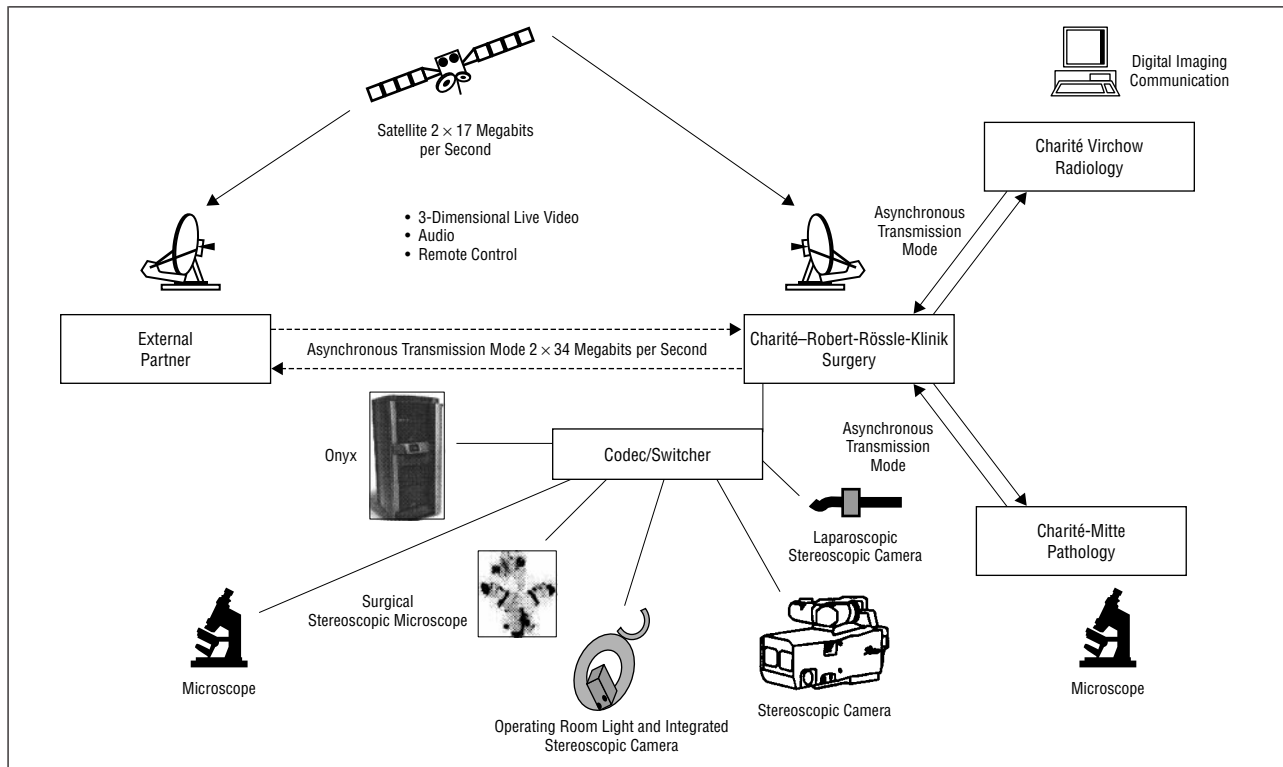 Digital Imaging
Communication
Satellite 2 × 17 Megabits
per Second
Charité Virchow
Radiology
• 3-Dimensional Live Video
• Audio
• Remote Control
Asynchronous
Transmission
Mode
External
Partner
Asynchronous Transmission Mode 2 × 34 Megabits per Second
Charité–Robert-Rössle-Klinik
Surgery
Onyx
Codec/Switcher
Asynchronous
Transmission
Mode
Laparoscopic
Stereoscopic Camera
Charité-Mitte
Pathology
Surgical
Stereoscopic Microscope
Microscope
Operating Room Light and Integrated
Stereoscopic Camera
Stereoscopic Camera
Microscope